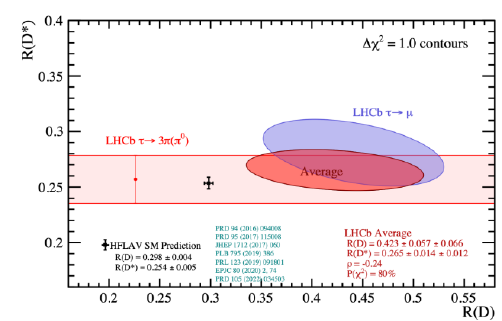 R(D*)
0.4
0.35
0.3
0.25
0.2
Δχ² = 1.0 contours
LHCb τ→ μ
LHCb τ→ 3π(π⁰)
Average
HFLAV SM Prediction
R(D) = 0.298 ± 0.004
R(D*) = 0.254 ± 0.005
PRD 94 (2016) 094008
PRD 95 (2017) 115008
JHEP 1712 (2017) 060
PLB 795 (2019) 386
PRL 123 (2019) 091801
EPJC 80 (2020) 2, 74
PRD 105 (2022) 034503
LHCb Average
R(D) = 0.423 ± 0.057 ± 0.066
R(D*) = 0.265 ± 0.014 ± 0.012
ρ = -0.24
P(χ²) = 80%
0.2 0.25 0.3 0.35 0.4 0.45 0.5 0.55
R(D)